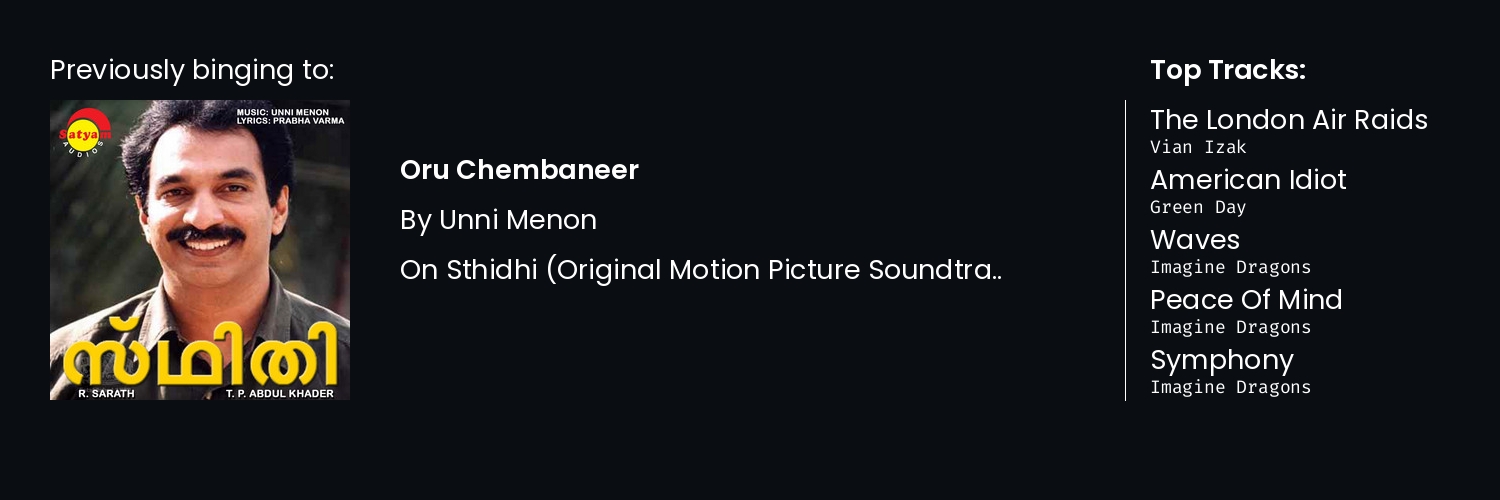 Previously binging to:
Satyam
AUDIOS
MUSIC: UNNI MENON
LYRICS: PRABHA VARMA
സ്ഥിതി
R. SARATH
T. P. ABDUL KHADER
Oru Chembaneer
By Unni Menon
On Sthidhi (Original Motion Picture Soundtra..
Top Tracks:
The London Air Raids
Vian Izak
American Idiot
Green Day
Waves
Imagine Dragons
Peace Of Mind
Imagine Dragons
Symphony
Imagine Dragons